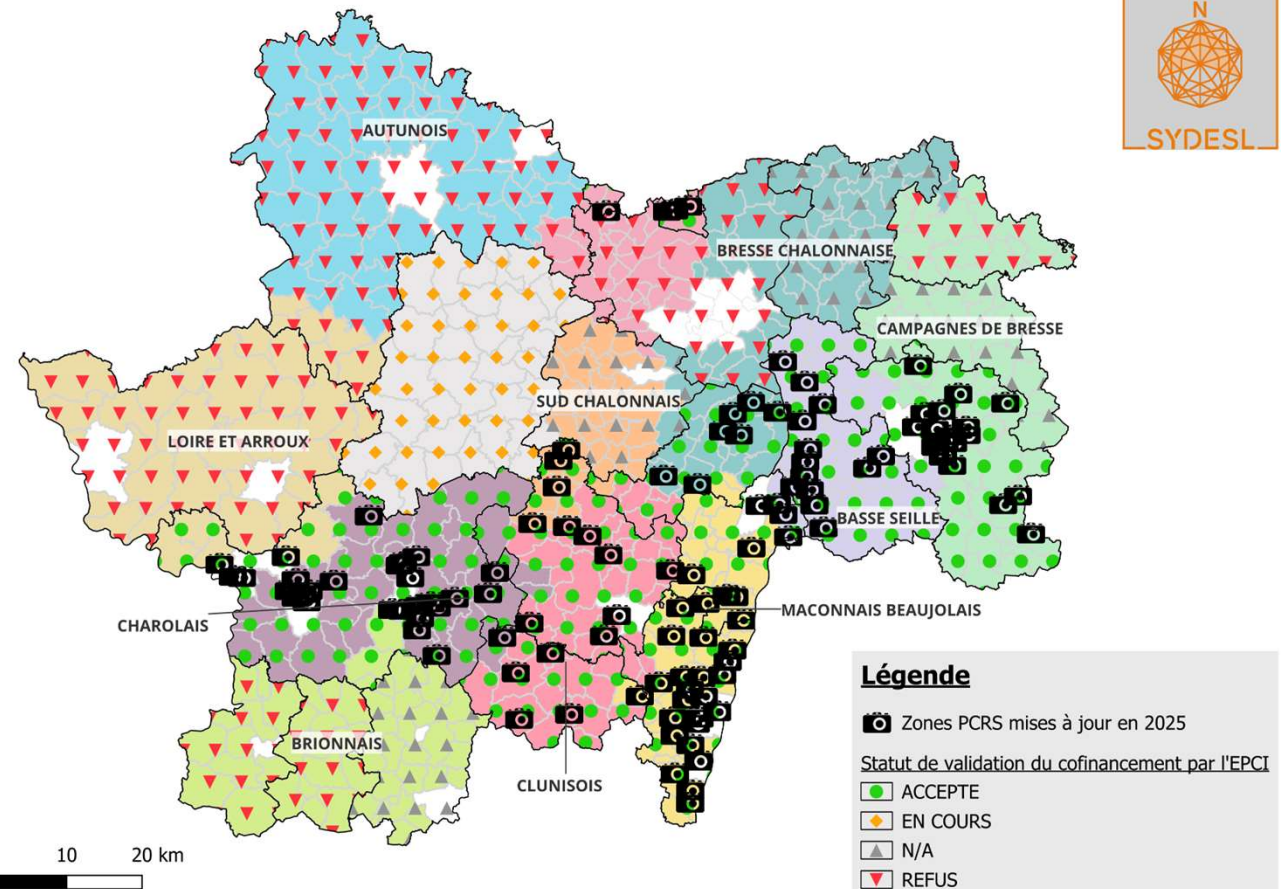 N
SYDESL
AUTUNOIS
BRESSE CHALONNAISE
CAMPAGNES DE BRESSE
SUD CHALONNAIS
LOIRE ET ARROUX
BASSE SEILLE
CHAROLAIS
MACONNAIS BEAUJOLAIS
BRIONNAIS
CLUNISOIS
10 20 km
Légende
Zones PCRS mises à jour en 2025
Statut de validation du cofinancement par l'EPCI
ACCEPTE
EN COURS
N/A
REFUS